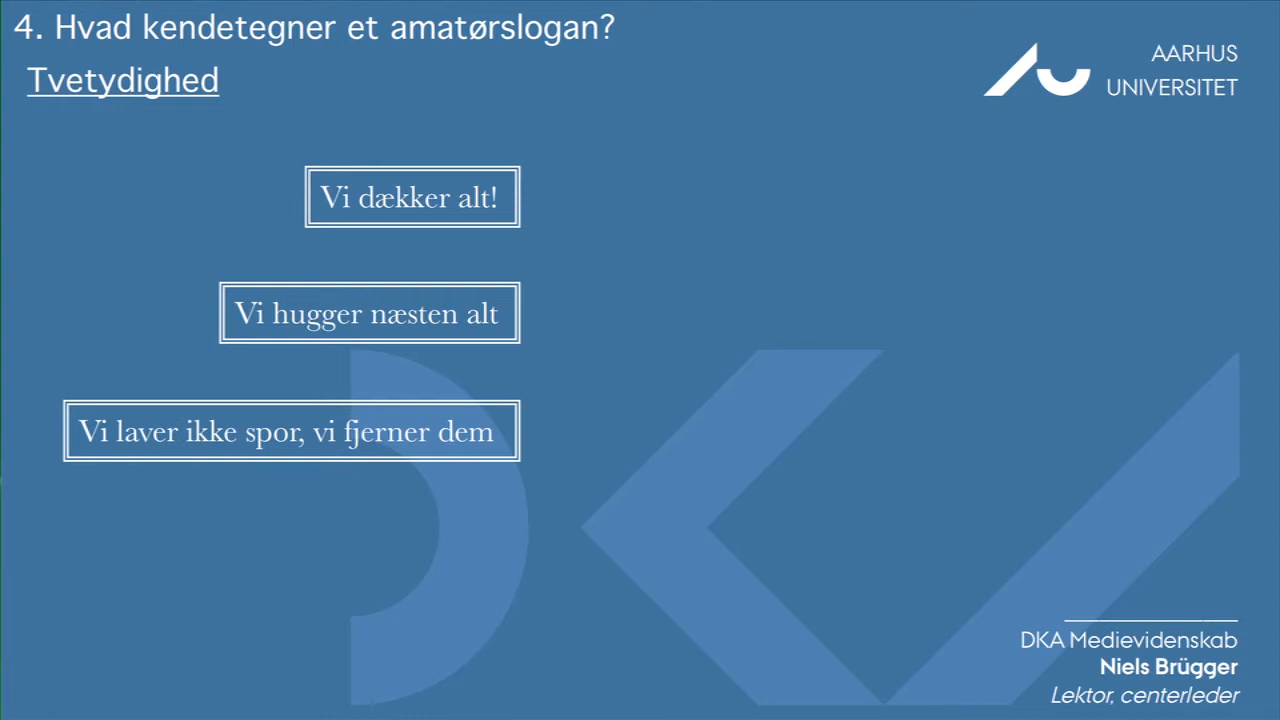 4. Hvad kendetegner et amatørslogan?
Tvetydighed
AARHUS
UNIVERSITET
Vi dækker alt!
Vi hugger næsten alt
Vi laver ikke spor, vi fjerner dem
DKA Medievidenskab
Niels Brügger
Lektor, centerleder